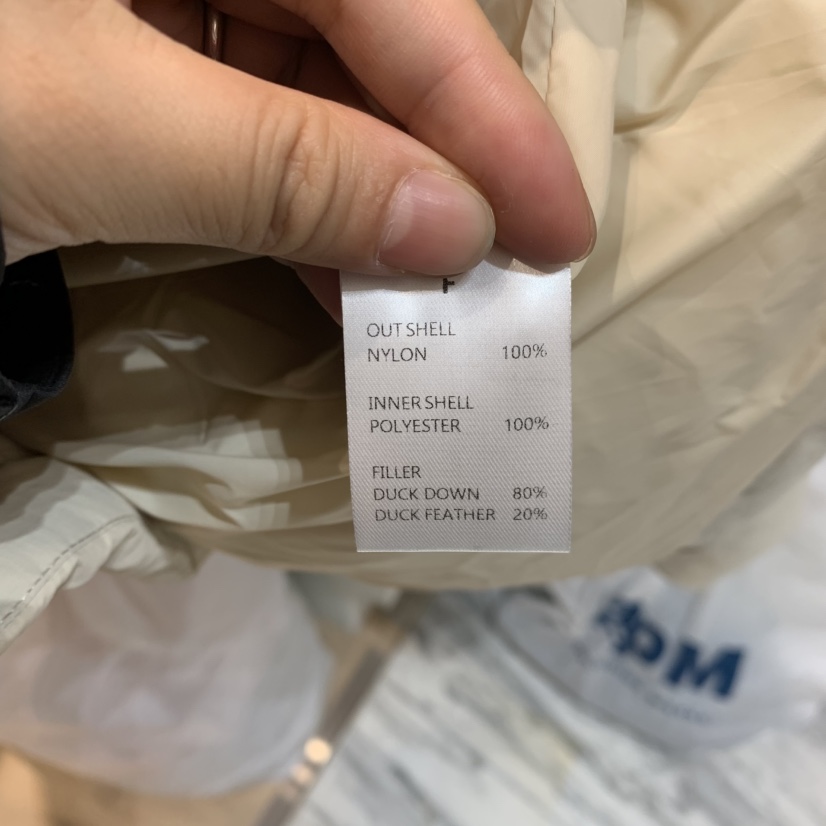 OUT SHELL
NYLON 100%
INNER SHELL
POLYESTER 100%
FILLER
DUCK DOWN 80%
DUCK FEATHER 20%